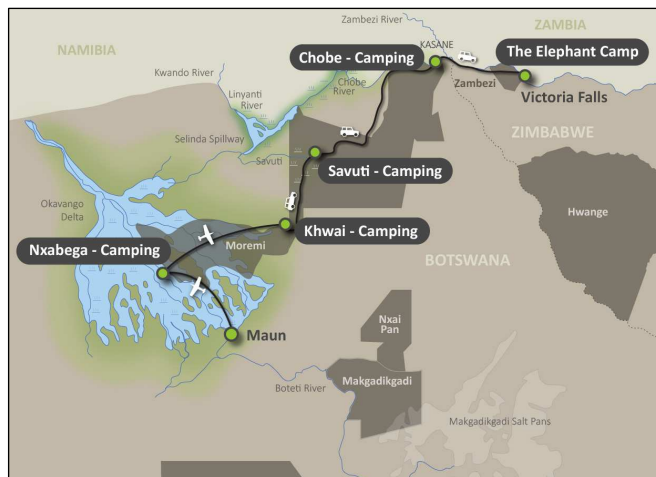 Zambezi River
ZAMBIA
NAMIBIA
KASANE
Chobe - Camping
The Elephant Camp
Kwando River
Chobe
River
Zambezi
Victoria Falls
Linyanti
River
ZIMBABWE
Selinda Spillway
Savuti
Savuti - Camping
Okavango
Delta
Hwange
Khwai - Camping
Moremi
Nxabega - Camping
BOTSWANA
Nxai
Pan
Maun
Boteti River
Makgadikgadi
Makgadikgadi Salt Pans